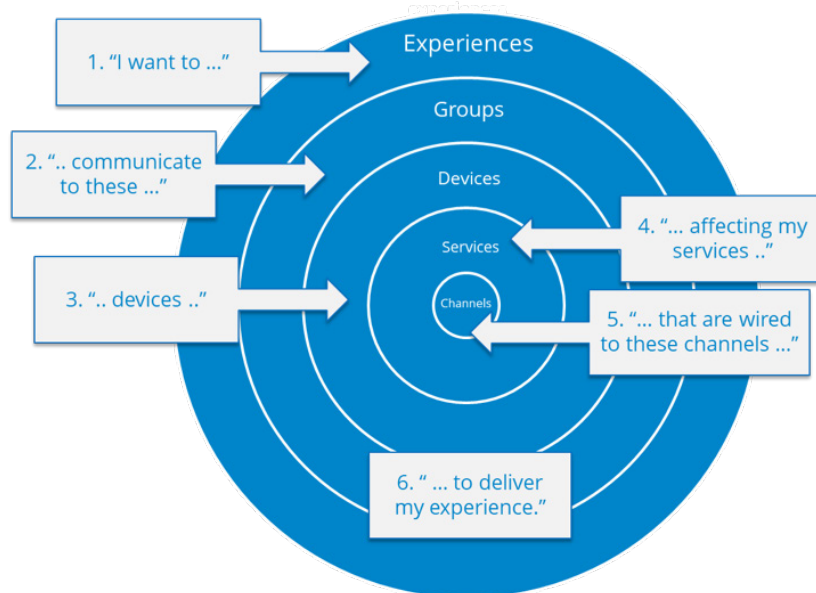 Experiences
1. “I want to ...”
Groups
2. “.. communicate
to these ...”
Devices
4. “... affecting my
services ..”
Services
3. “.. devices ..”
Channels
5. “... that are wired
to these channels ...”
6. “ ... to deliver
my experience.”